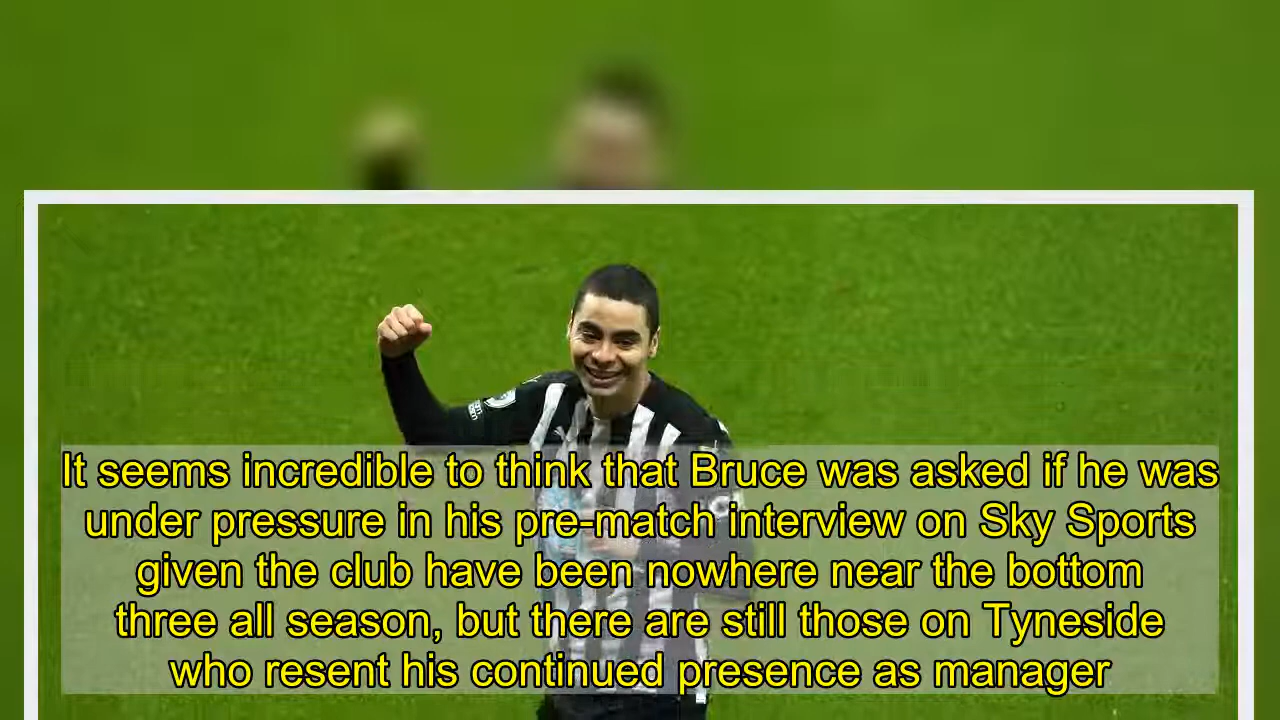 It seems incredible to think that Bruce was asked if he was
under pressure in his pre-match interview on Sky Sports
given the club have been nowhere near the bottom
three all season, but there are still those on Tyneside
who resent his continued presence as manager